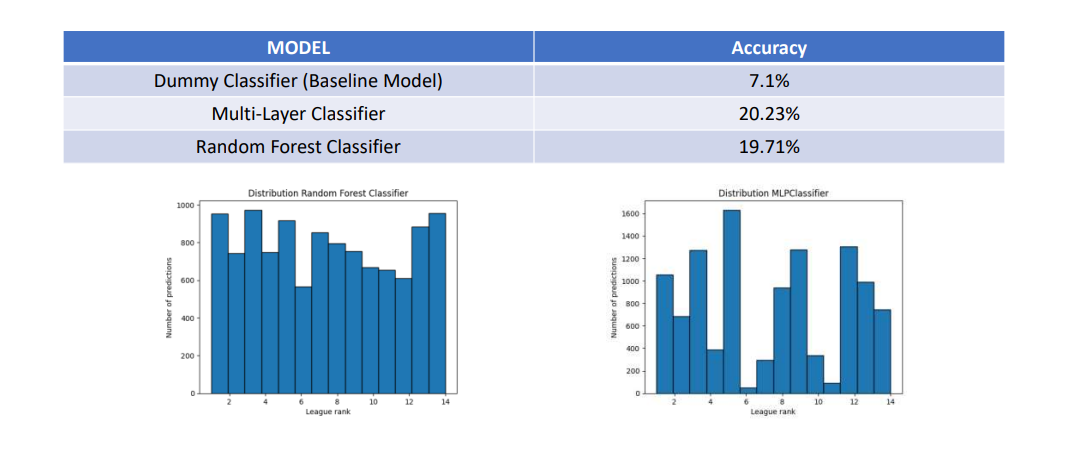 MODEL Accuracy
Dummy Classifier (Baseline Model) 7.1%
Multi-Layer Classifier 20.23%
Random Forest Classifier 19.71%
Distribution Random Forest Classifier
1000
800
600
400
200
0
Number of predictions
2 4 6 8 10 12 14
League rank
Distribution MLPClassifier
1600
1400
1200
1000
800
600
400
200
0
Number of predictions
2 4 6 8 10 12 14
League rank